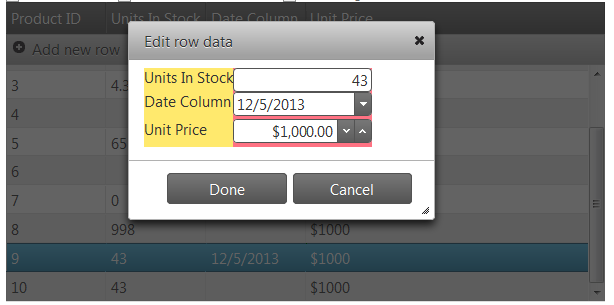 Product ID Units In Stock Date Column Unit Price
Add new row
Edit row data
Units In Stock 43
Date Column 12/5/2013
Unit Price $1,000.00
Done Cancel
3 4.3
4
5 65
6
7 0
8 998 $1000
9 43 12/5/2013 $1000
10 43 $1000